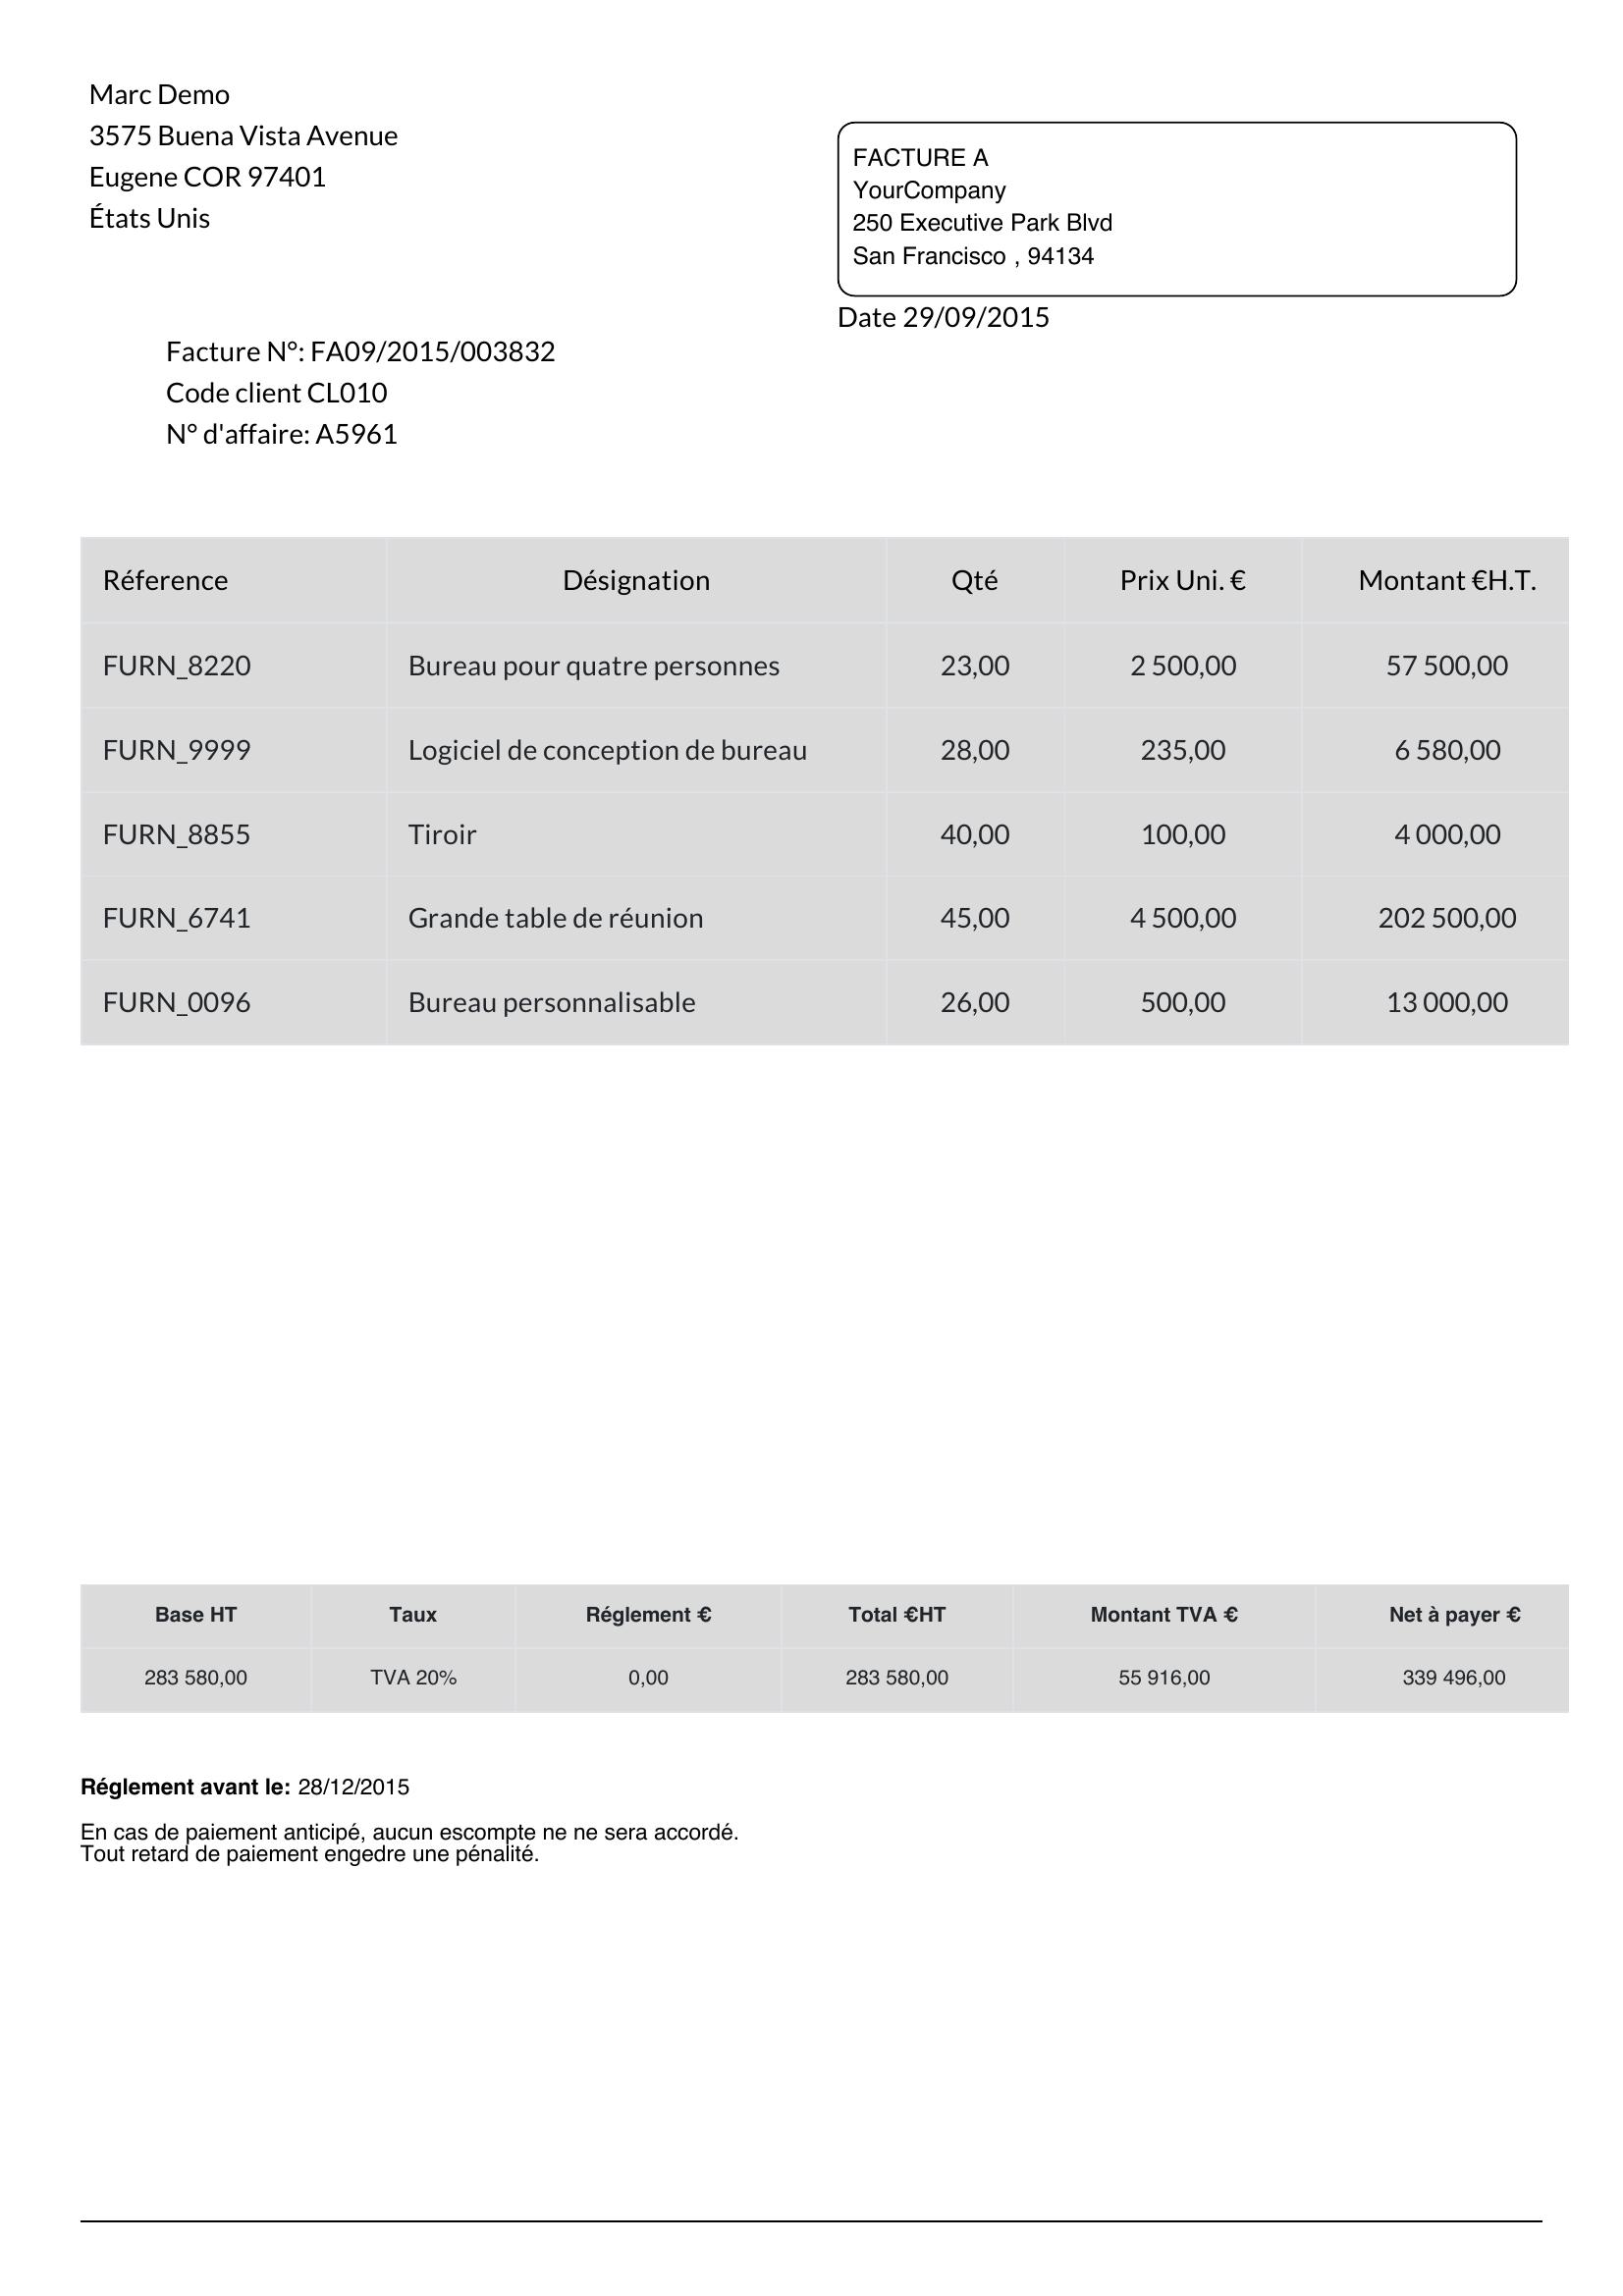 Marc Demo
3575 Buena Vista Avenue
Eugene COR 97401
États Unis
FACTURE A
YourCompany
250 Executive Park Blvd
San Francisco , 94134
Date 29/09/2015
Facture N°: FA09/2015/003832
Code client CL010
N° d'affaire: A5961
Réference Désignation Qté Prix Uni. € Montant €H.T.
FURN_8220 Bureau pour quatre personnes 23,00 2 500,00 57 500,00
FURN_9999 Logiciel de conception de bureau 28,00 235,00 6 580,00
FURN_8855 Tiroir 40,00 100,00 4 000,00
FURN_6741 Grande table de réunion 45,00 4 500,00 202 500,00
FURN_0096 Bureau personnalisable 26,00 500,00 13 000,00
Base HT Taux Réglement € Total €HT Montant TVA € Net à payer €
283 580,00 TVA 20% 0,00 283 580,00 55 916,00 339 496,00
Réglement avant le: 28/12/2015
En cas de paiement anticipé, aucun escompte ne ne sera accordé.
Tout retard de paiement engedre une pénalité.